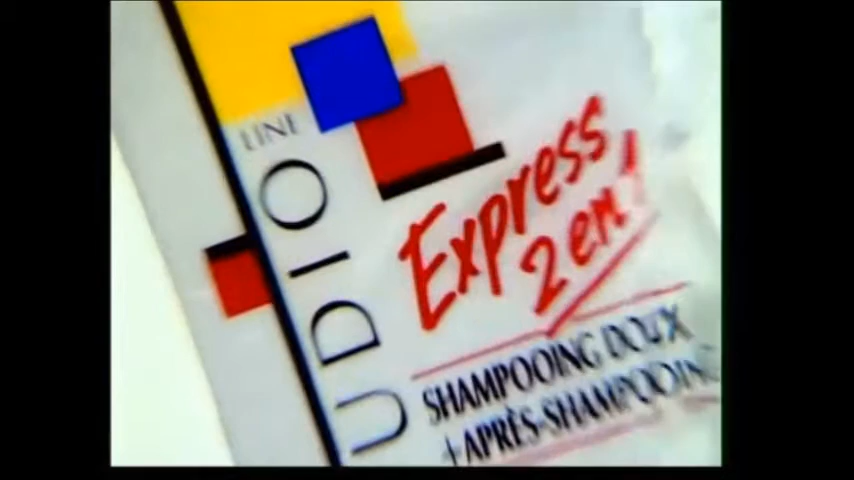 LINE
UDIO
Express
2 en 1
SHAMPOOING DOUX
+APRÈS-SHAMPOOING